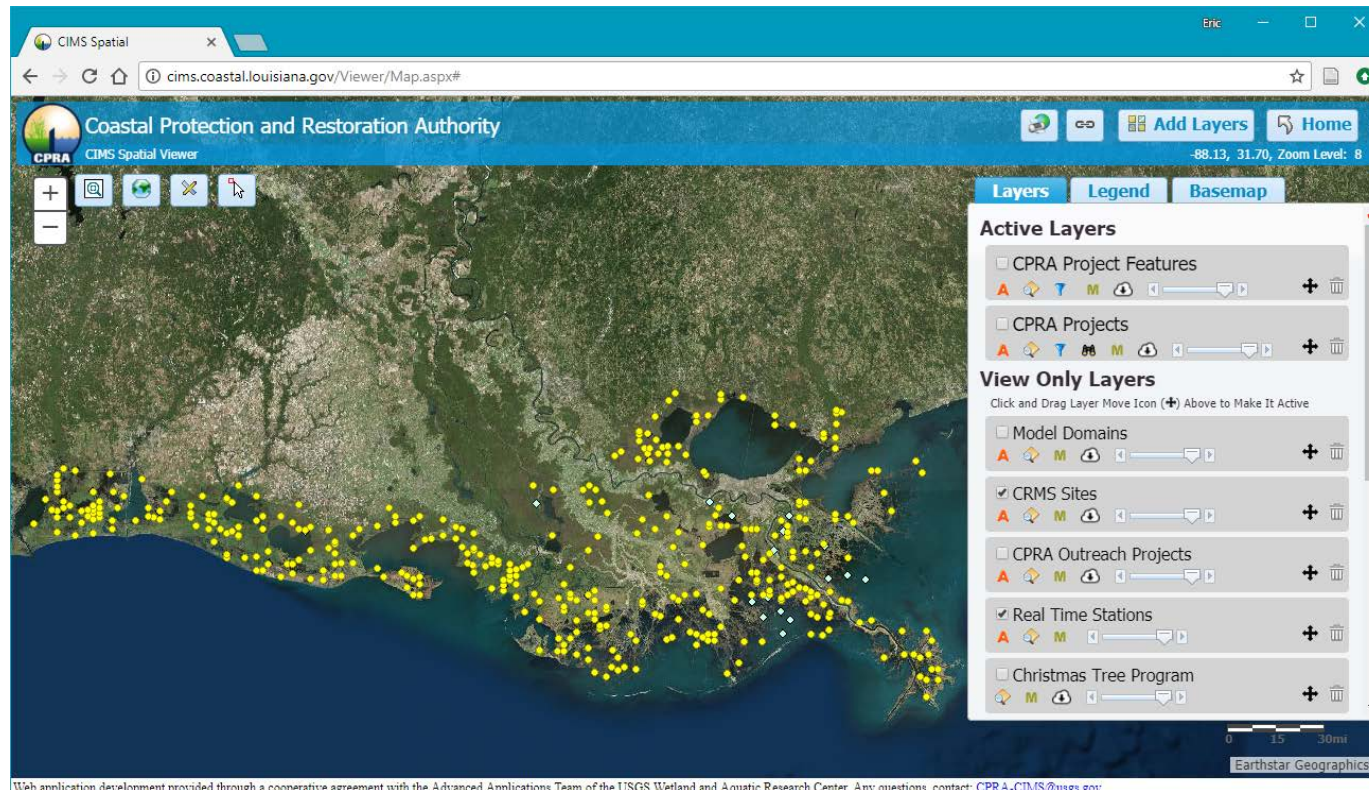 Eric
CIMS Spatial
cims.coastal.louisiana.gov/Viewer/Map.aspx#
Coastal Protection and Restoration Authority
CPRA
CIMS Spatial Viewer
Add Layers
Home
-88.13, 31.70, Zoom Level: 8
+
−
Layers Legend Basemap
Active Layers
CPRA Project Features
A M
CPRA Projects
A M
View Only Layers
Click and Drag Layer Move Icon (✚) Above to Make It Active
Model Domains
A M
CRMS Sites
A M
CPRA Outreach Projects
A M
Real Time Stations
A M
Christmas Tree Program
M
0 15 30mi
Earthstar Geographics
Web application development provided through a cooperative agreement with the Advanced Applications Team of the USGS Wetland and Aquatic Research Center. Any questions, contact: CPRA-CIMS@usgs.gov